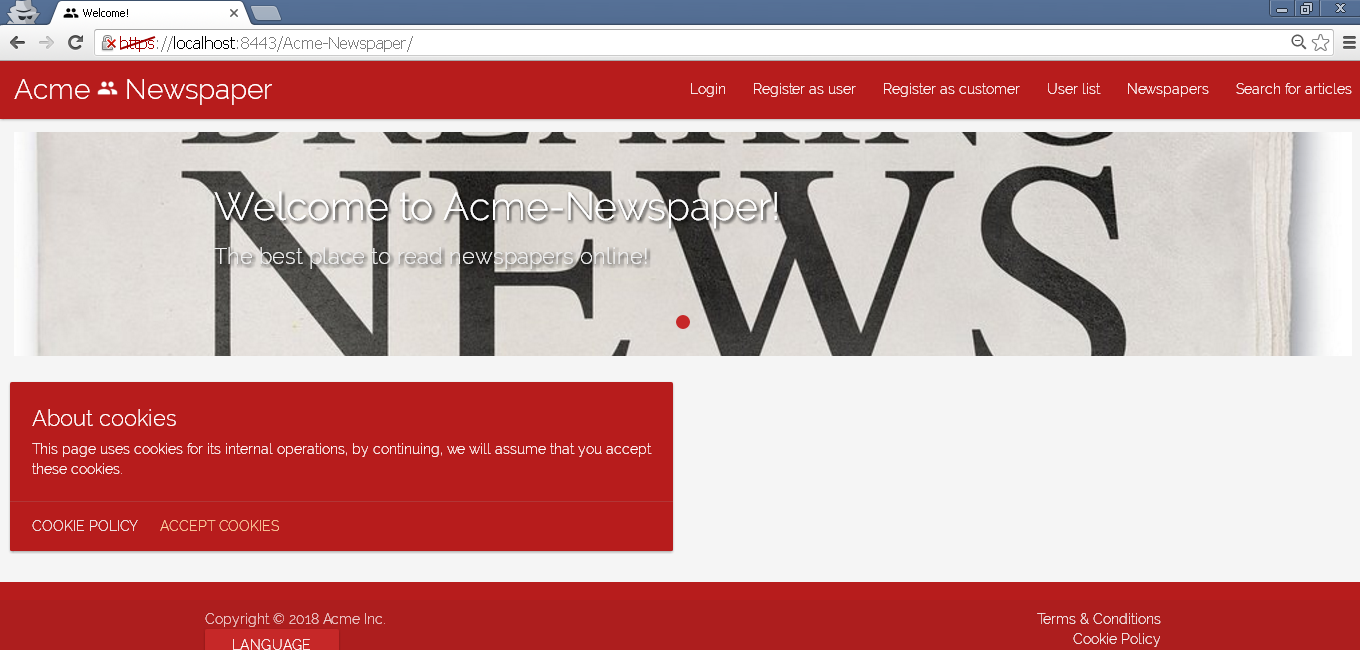 Welcome!
https://localhost:8443/Acme-Newspaper/
Acme Newspaper
Login Register as user Register as customer User list Newspapers Search for articles
BREAKING
NEWS
Welcome to Acme-Newspaper!
The best place to read newspapers online!
About cookies
This page uses cookies for its internal operations, by continuing, we will assume that you accept
these cookies.
COOKIE POLICY ACCEPT COOKIES
Copyright © 2018 Acme Inc.
LANGUAGE
Terms & Conditions
Cookie Policy